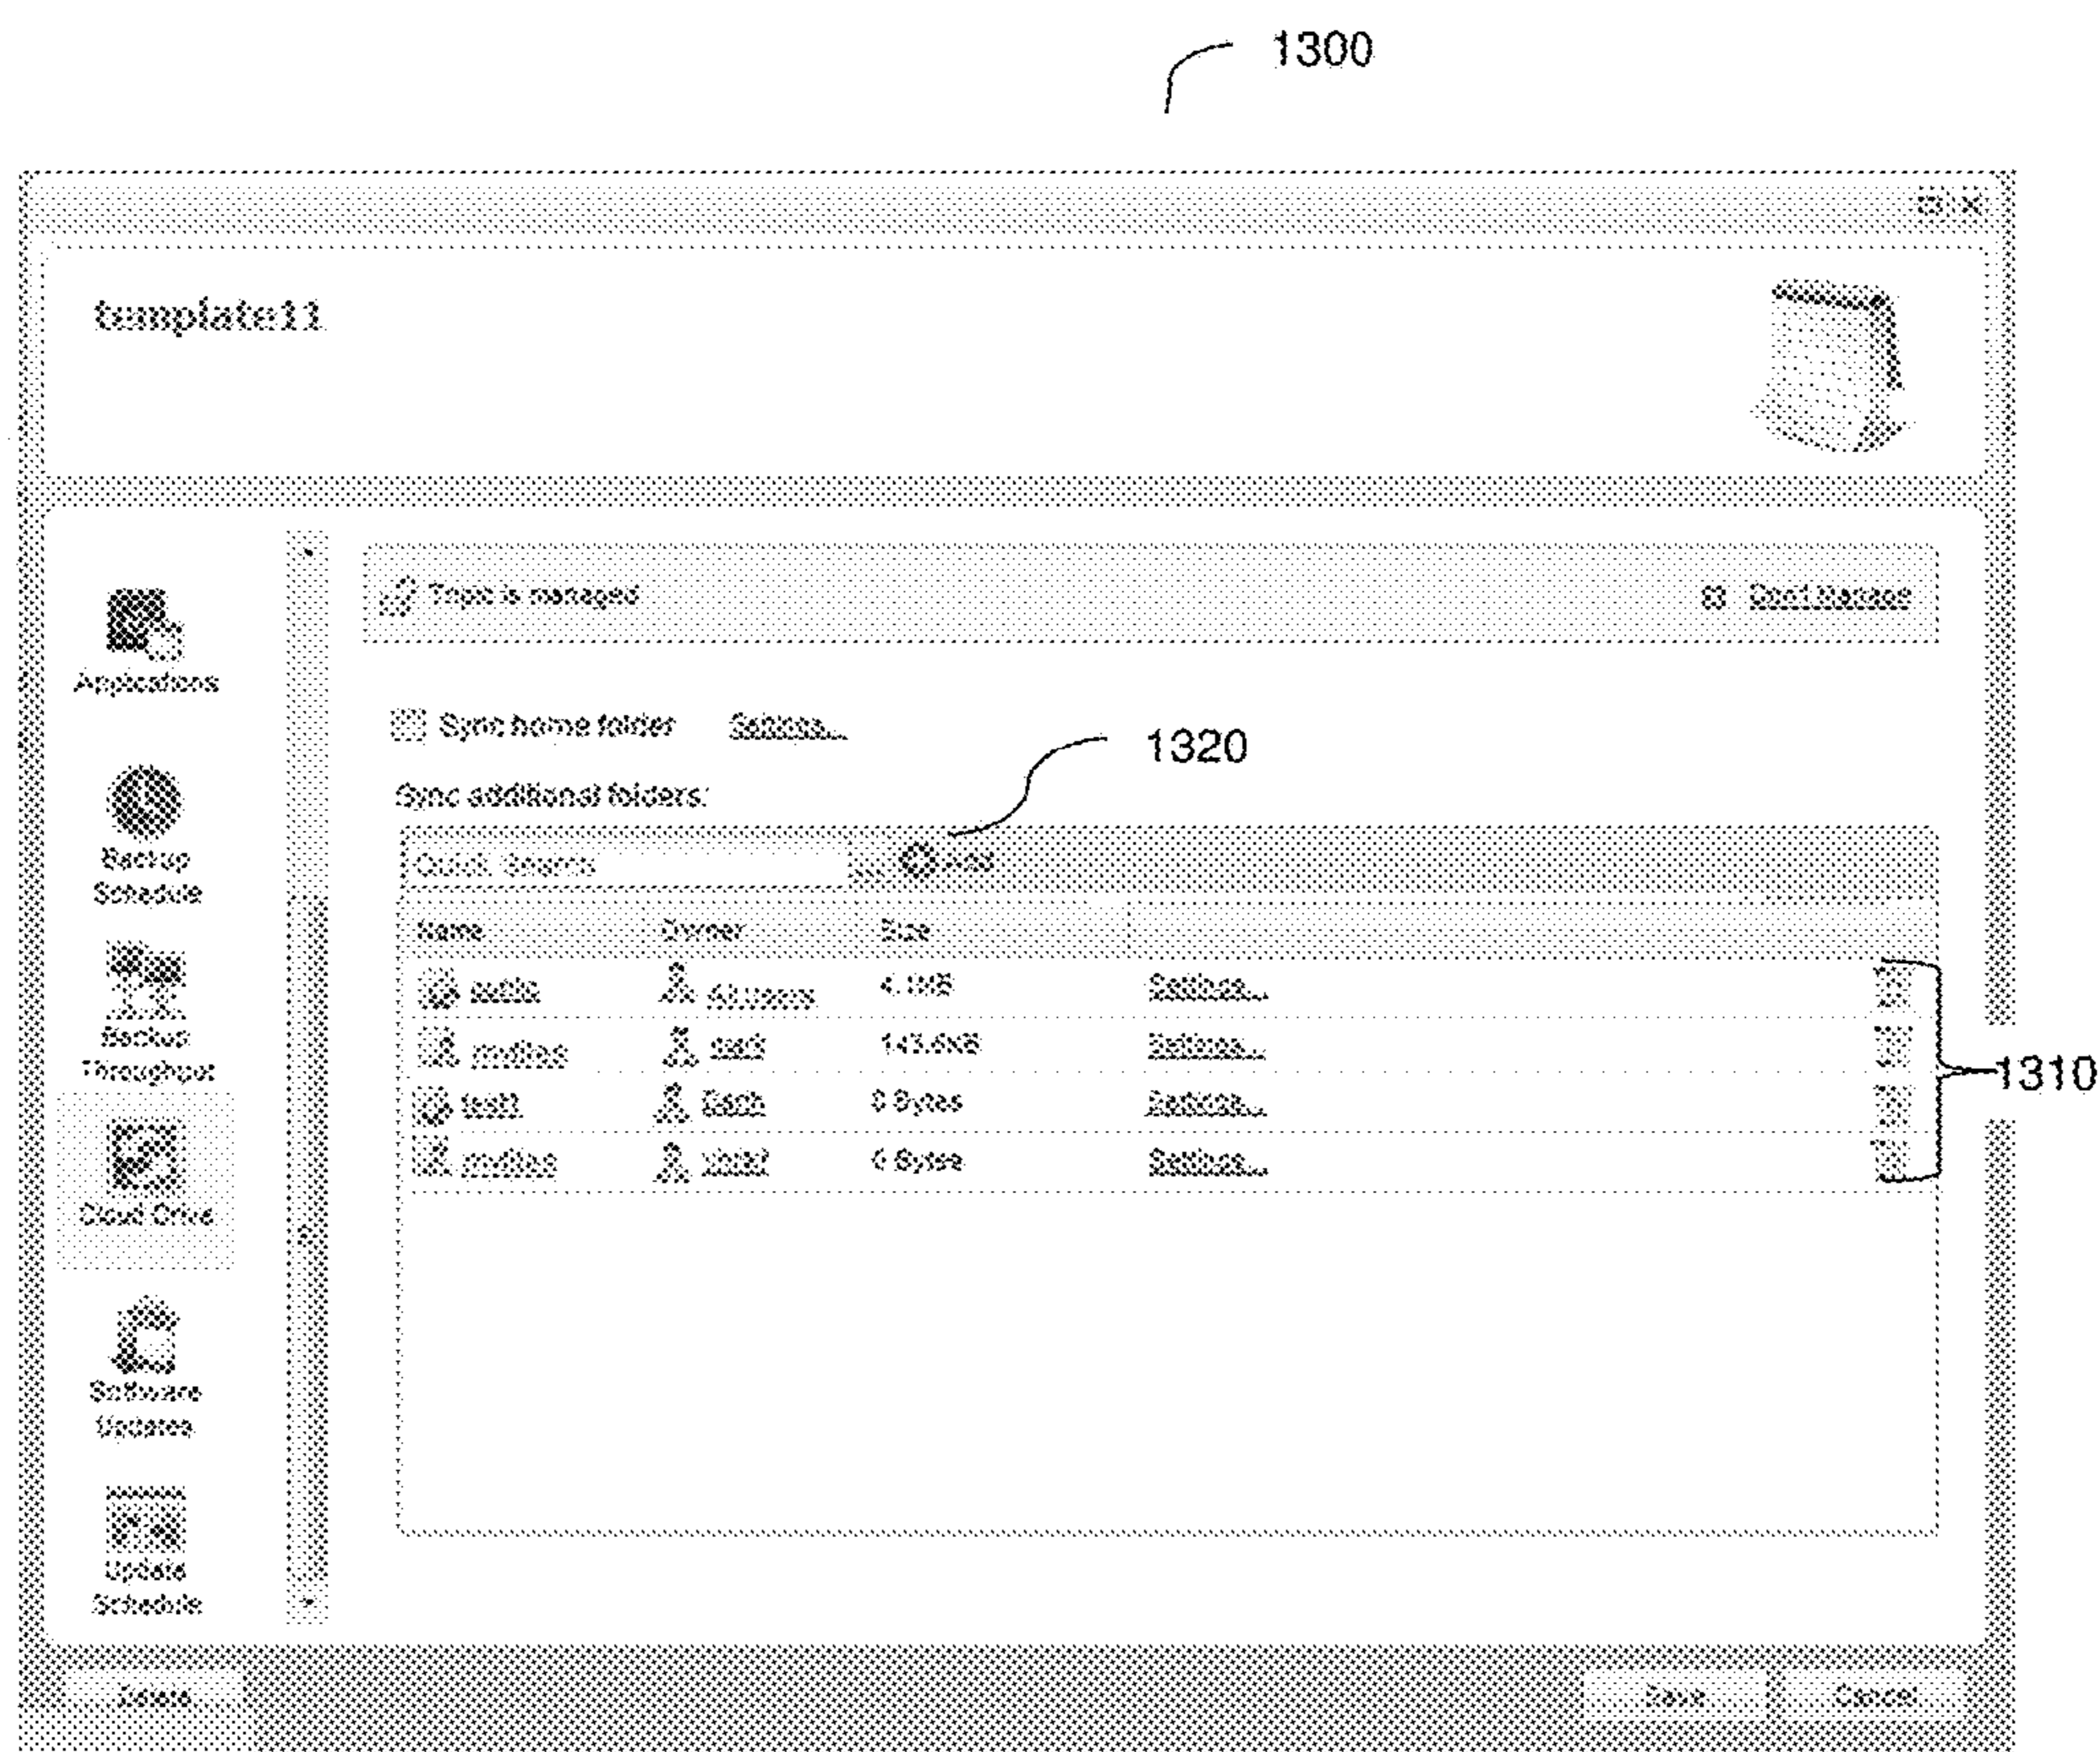 1300
template11
Topic is managed
Don't Manage
Applications
Sync home folder Settings...
1320
Sync additional folders:
Backup
Schedule
Quick Search ... Add
Name Owner Size
All Users Settings...
Backup
Throughput
myfiles Settings...
1310
0 Bytes Settings...
Cloud Drive
myfiles 0 Bytes Settings...
Software
Updates
Update
Schedule
Delete Save Cancel